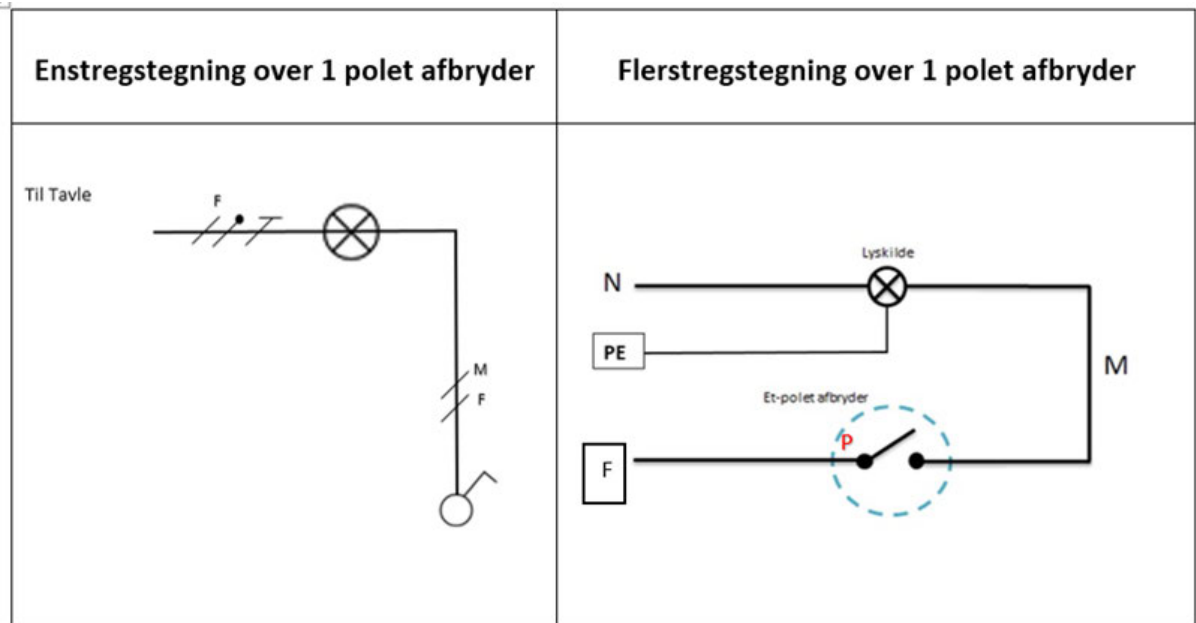 Enstregstegning over 1 polet afbryder
Flerstregstegning over 1 polet afbryder
Til Tavle
F
M
F
Lyskilde
N
PE
M
Et-polet afbryder
P
F